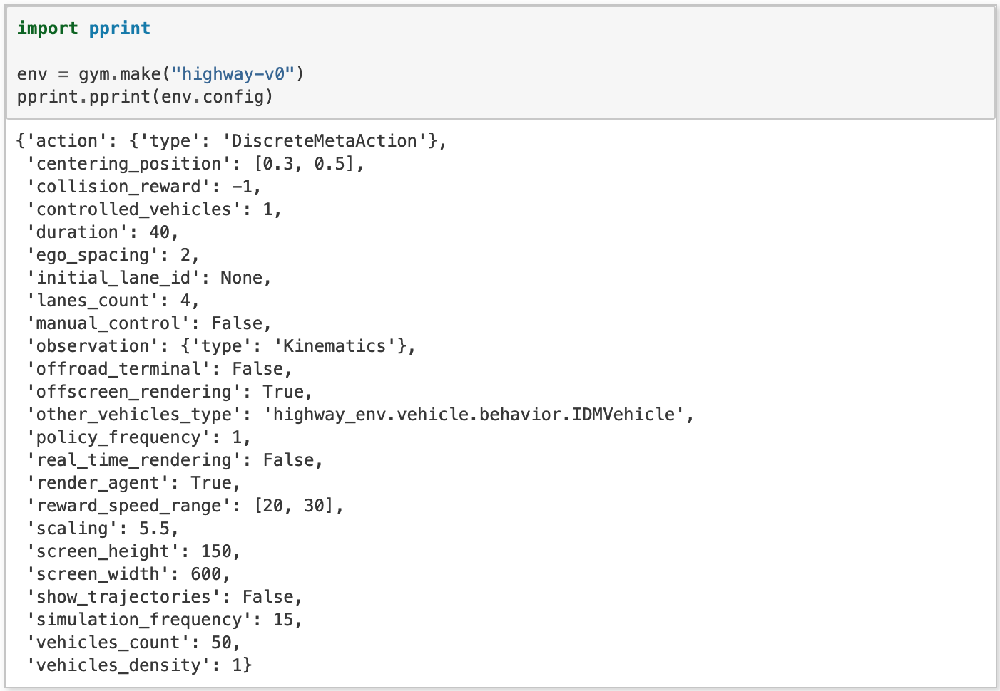 import pprint
env = gym.make("highway-v0")
pprint.pprint(env.config)
{'action': {'type': 'DiscreteMetaAction'},
 'centering_position': [0.3, 0.5],
 'collision_reward': -1,
 'controlled_vehicles': 1,
 'duration': 40,
 'ego_spacing': 2,
 'initial_lane_id': None,
 'lanes_count': 4,
 'manual_control': False,
 'observation': {'type': 'Kinematics'},
 'offroad_terminal': False,
 'offscreen_rendering': True,
 'other_vehicles_type': 'highway_env.vehicle.behavior.IDMVehicle',
 'policy_frequency': 1,
 'real_time_rendering': False,
 'render_agent': True,
 'reward_speed_range': [20, 30],
 'scaling': 5.5,
 'screen_height': 150,
 'screen_width': 600,
 'show_trajectories': False,
 'simulation_frequency': 15,
 'vehicles_count': 50,
 'vehicles_density': 1}